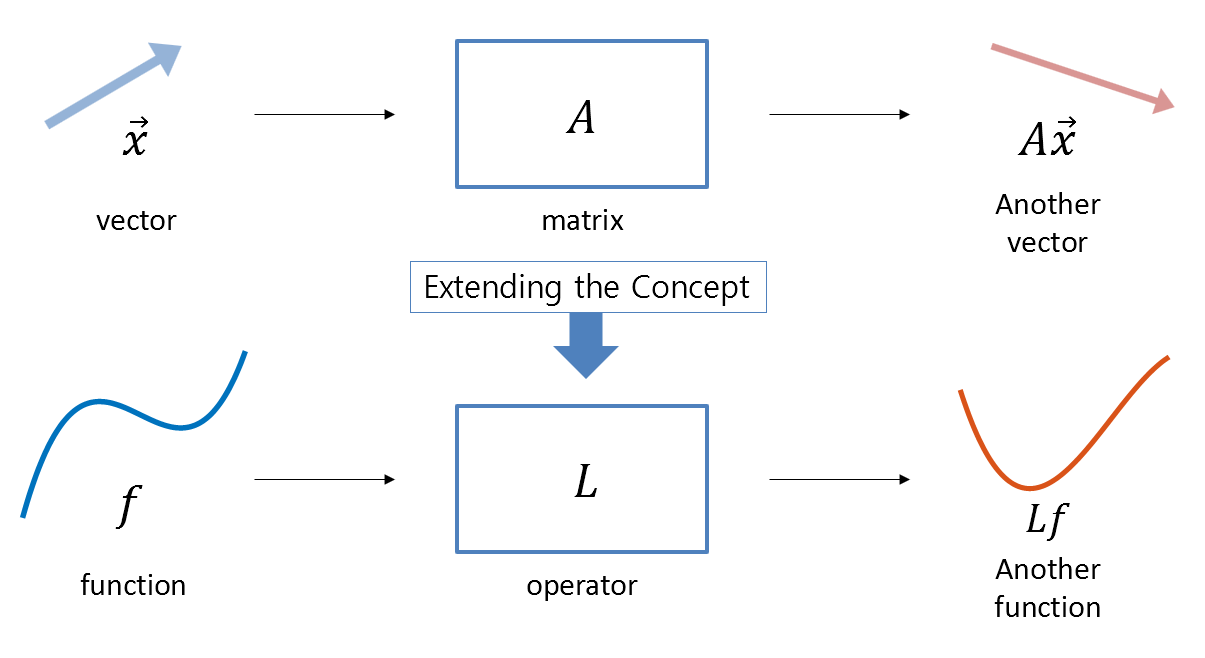 $\vec{x}$
A
$A\vec{x}$
vector
matrix
Another
vector
Extending the Concept
f
L
Lf
function
operator
Another
function